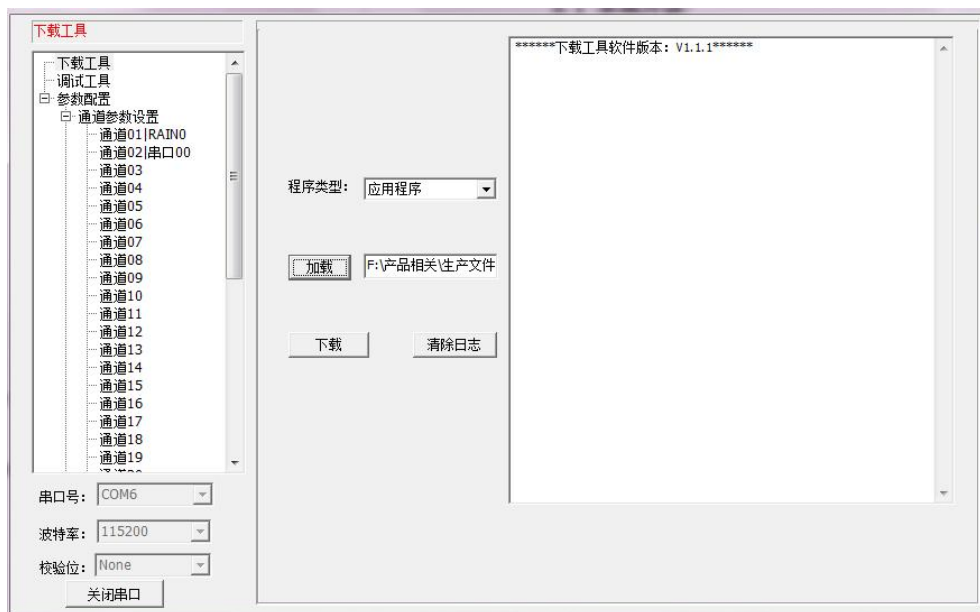 下载工具
下载工具
调试工具
参数配置
通道参数设置
通道01|RAIN0
通道02|串口00
通道03
通道04
通道05
通道06
通道07
通道08
通道09
通道10
通道11
通道12
通道13
通道14
通道15
通道16
通道17
通道18
通道19
串口号： COM6
波特率： 115200
校验位： None
关闭串口
程序类型： 应用程序
加载 F:\产品相关\生产文件
下载 清除日志
******下载工具软件版本：V1.1.1******